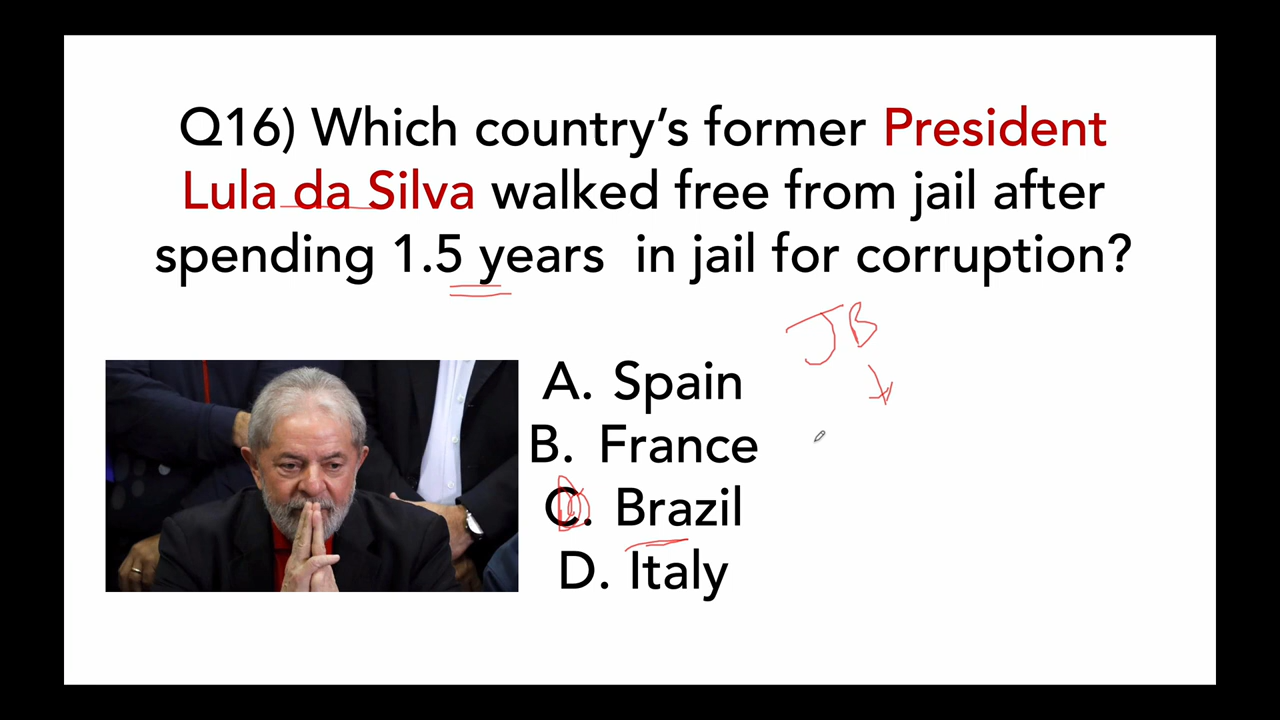 Q16) Which country's former President
Lula da Silva walked free from jail after
spending 1.5 years in jail for corruption?
JB
A. Spain
B. France
C. Brazil
D. Italy